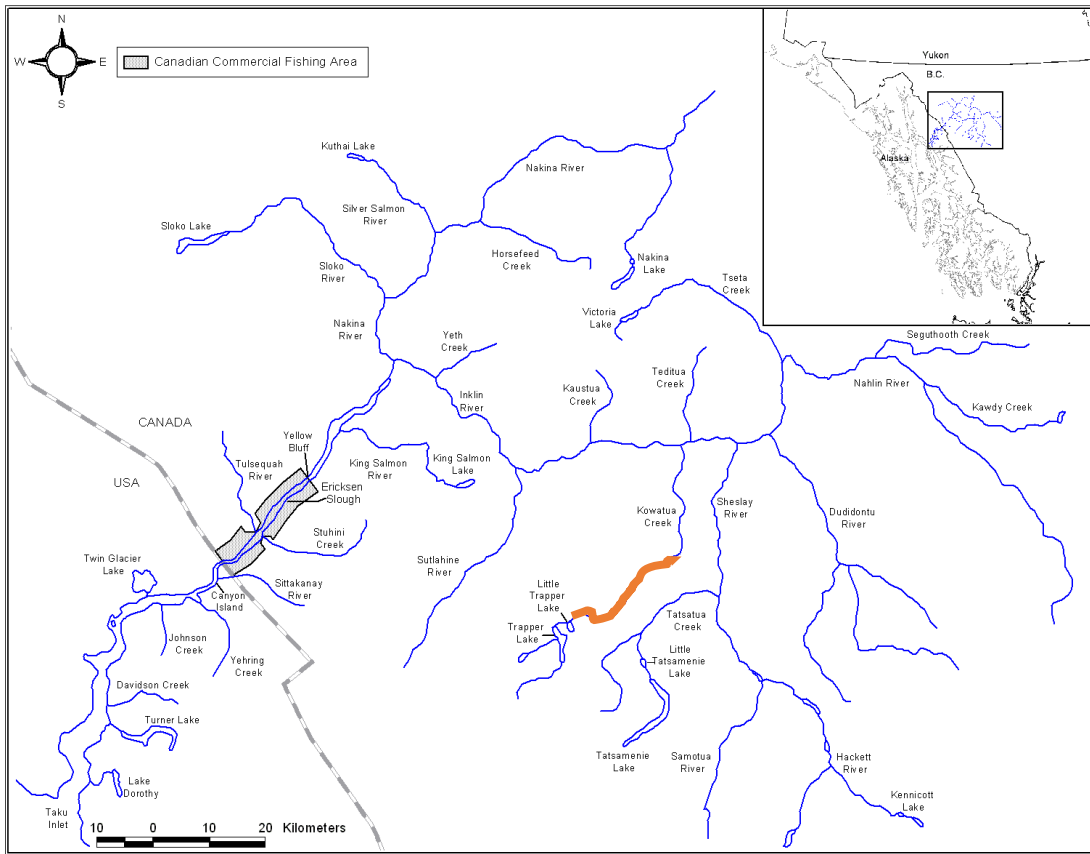 N
W
E
S
Canadian Commercial Fishing Area
Yukon
B.C.
Alaska
Kuthai Lake
Nakina River
Silver Salmon
River
Sloko Lake
Horsefeed
Creek
Sloko
River
Nakina
Lake
Tseta
Creek
Nakina
River
Victoria
Lake
Yeth
Creek
Seguthooth Creek
Teditua
Creek
Nahlin River
Kaustua
Creek
Inklin
River
Kawdy Creek
CANADA
Yellow
Bluff
Tulsequah
River
King Salmon
River
King Salmon
Lake
USA
Ericksen
Slough
Kowatua
Creek
Sheslay
River
Dudidontu
River
Stuhini
Creek
Twin Glacier
Lake
Sutlahine
River
Sittakanay
River
Canyon
Island
Little
Trapper
Lake
Trapper
Lake
Tatsatua
Creek
Johnson
Creek
Yehring
Creek
Little
Tatsamenie
Lake
Davidson Creek
Turner Lake
Tatsamenie
Lake
Samotua
River
Hackett
River
Lake
Dorothy
Kennicott
Lake
Taku
Inlet
10 0 10 20 Kilometers